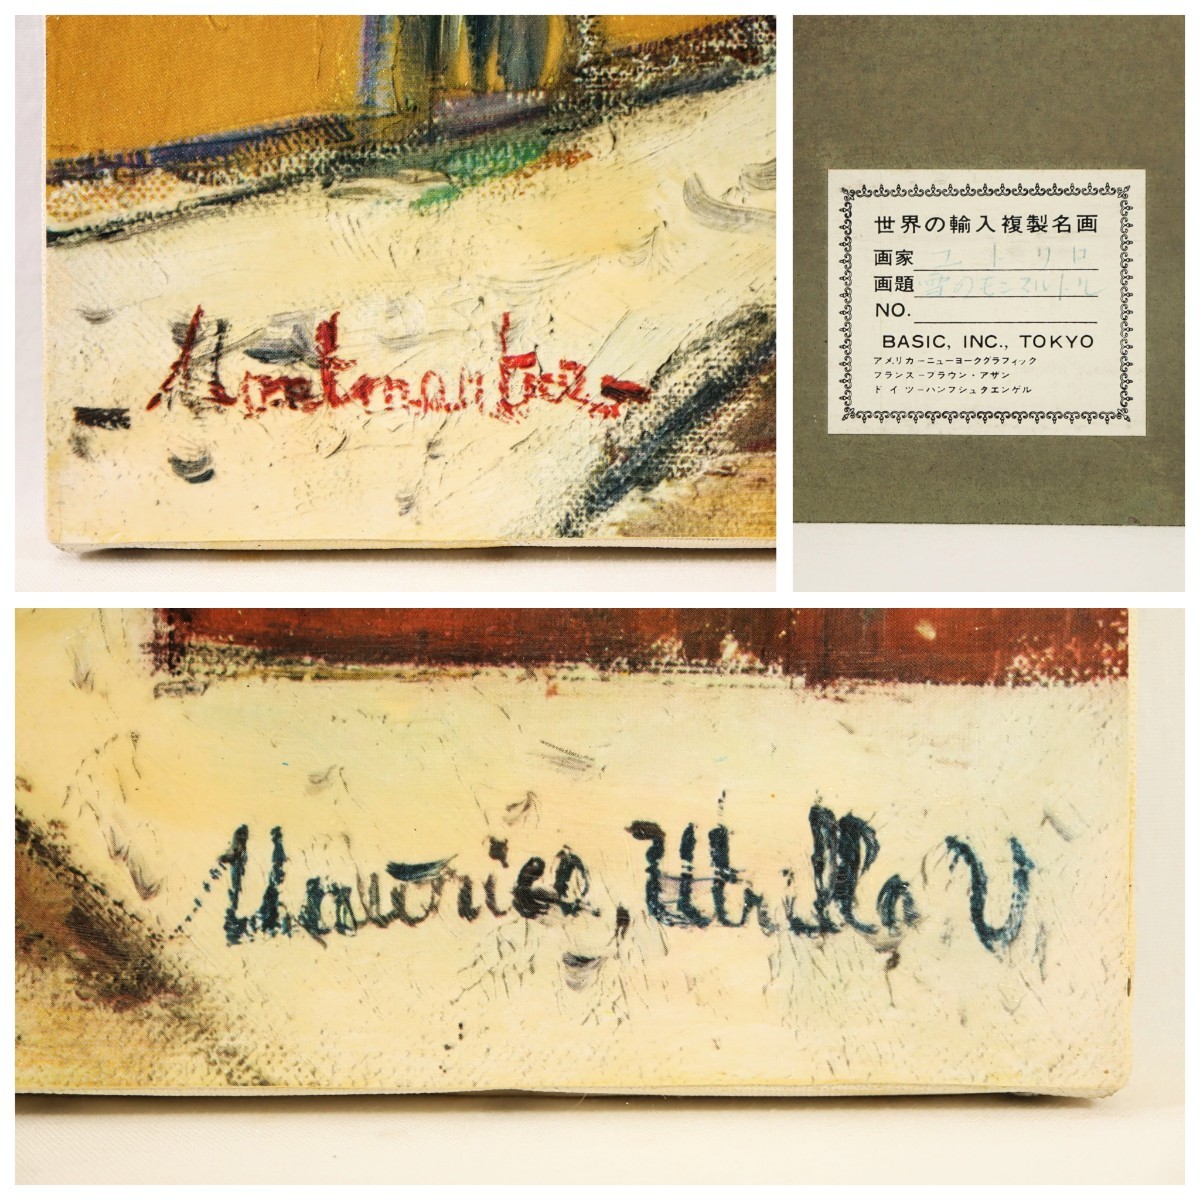 _Montmartre_
世界の輸入複製名画
画家 ユトリロ
画題 雪のモンマルトル
NO.
BASIC, INC., TOKYO
アメリカ－ニューヨークグラフィック
フランス－ブラウン・アザン
ドイツ－ハンフシュタエンゲル
Maurice, Utrillo, V,